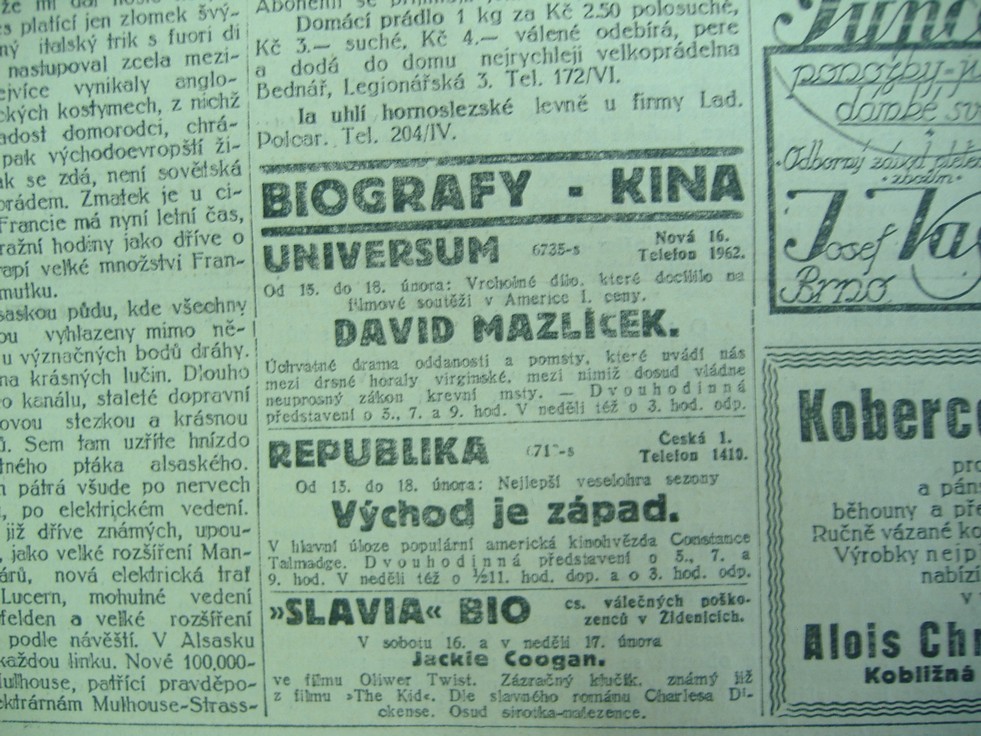 es platící jen zlomek švý-
ný italský trik s fuori di
nastupoval zcela mezi-
ejvíce vynikaly anglo-
ckých kostymech, z nichž
adost domorodci, chrá-
pak východoevropští ži-
ak se zdá, není sovětská
orádem. Zmatek je u ci-
Francie má nyní letní čas,
ražní hodiny jako dříve o
rapí velké množství Fran-
mutku.
saskou půdu, kde všechny
ou vyhlazeny mimo ně-
u význačných bodů dráhy.
na krásných lučin. Dlouho
o kanálu, staleté dopravní
ovou stezkou a krásnou
ů. Sem tam uzříte hnízdo
tného ptáka alsaského.
n pátrá všude po nervech
, po elektrickém vedení.
již dříve známých, upou-
, jako velké rozšíření Man-
árů, nová elektrická trať
Lucern, mohutné vedení
felden a velké rozšíření
podle návěští. V Alsasku
každou linku. Nové 100,000-
ulhouse, patřící pravděpo-
ektrárnám Mulhouse-Strass-
Domácí prádlo 1 kg za Kč 2.50 polosuché,
Kč 3.— suché, Kč 4.— válené odebírá, pere
a dodá do domu nejrychleji velkoprádelna
Bednář, Legionářská 3. Tel. 172/VI.
Ia uhlí hornoslezské levně u firmy Lad.
Polcar. Tel. 204/IV.
BIOGRAFY - KINA
UNIVERSUM 6735-s Nová 16.
Telefon 1962.
Od 15. do 18. února: Vrcholné dílo, které docílilo na
filmové soutěži v Americe 1. ceny.
DAVID MAZLÍČEK.
Úchvatné drama oddanosti a pomsty, které uvádí nás
mezi drsné horaly virginské, mezi nimiž dosud vládne
neuprosný zákon krevní msty. — Dvouhodinná
představení o 5., 7. a 9. hod. V neděli též o 3. hod. odp.
REPUBLIKA Česká 1.
Telefon 1419.
Od 15. do 18. února: Nejlepší veselohra sezony
Východ je západ.
V hlavní úloze populární americká kinohvězda Constance
Talmadge. Dvouhodinná představení o 5., 7. a
9. hod. V neděli též o ½11. hod. dop. a o 3. hod. odp.
»SLAVIA« BIO cs. válečných poško-
zenců v Židenicích.
V sobotu 16. a v neděli 17. února
Jackie Coogan.
ve filmu Oliwer Twist. Zázračný klučík, známý již
z filmu »The Kid«. Dle slavného románu Charlesa Di-
ckense. Osud sirotka-nalezence.
ponožky-
dámské
Odborný závod
zbožím
Josef
Brno
Koberc
pro
a páns
běhouny a pře
Ručně vázané ko
Výrobky nejp
nabízí
v
Alois Ch
Kobližná